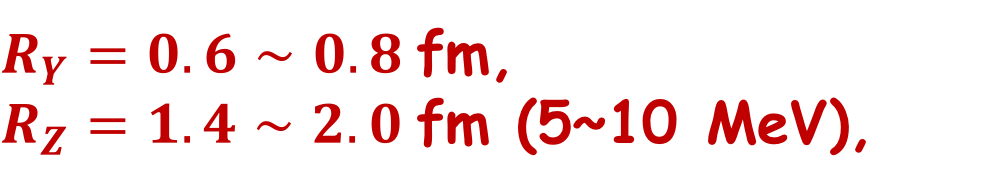 R_Y = 0.6 ~ 0.8 fm,
R_Z = 1.4 ~ 2.0 fm (5~10 MeV),